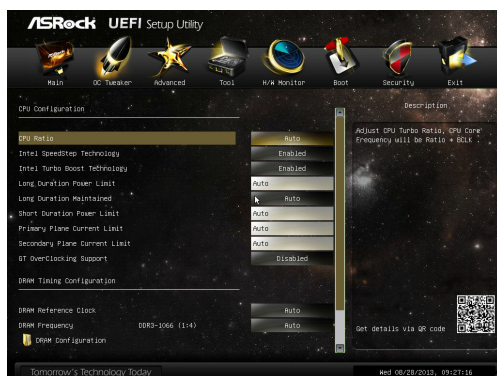 ASRock UEFI Setup Utility
Main OC Tweaker Advanced Tool H/W Monitor Boot Security Exit
CPU Configuration
Description
CPU Ratio Auto
Adjust CPU Turbo Ratio, CPU Core
Frequency will be Ratio * BCLK .
Intel SpeedStep Technology Enabled
Intel Turbo Boost Technology Enabled
Long Duration Power Limit Auto
Long Duration Maintained Auto
Short Duration Power Limit Auto
Primary Plane Current Limit Auto
Secondary Plane Current Limit Auto
GT OverClocking Support Disabled
DRAM Timing Configuration
DRAM Reference Clock Auto
DRAM Frequency DDR3-1066 (1:4) Auto
DRAM Configuration
Get details via QR code
Tomorrow's Technology Today
Wed 08/28/2013, 09:27:16